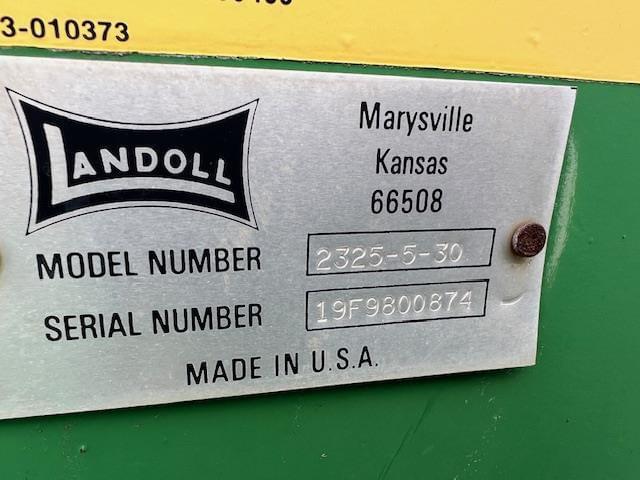 3-010373
LANDOLL
Marysville
Kansas
66508
MODEL NUMBER 2325-5-30
SERIAL NUMBER 19F9800874
MADE IN U.S.A.